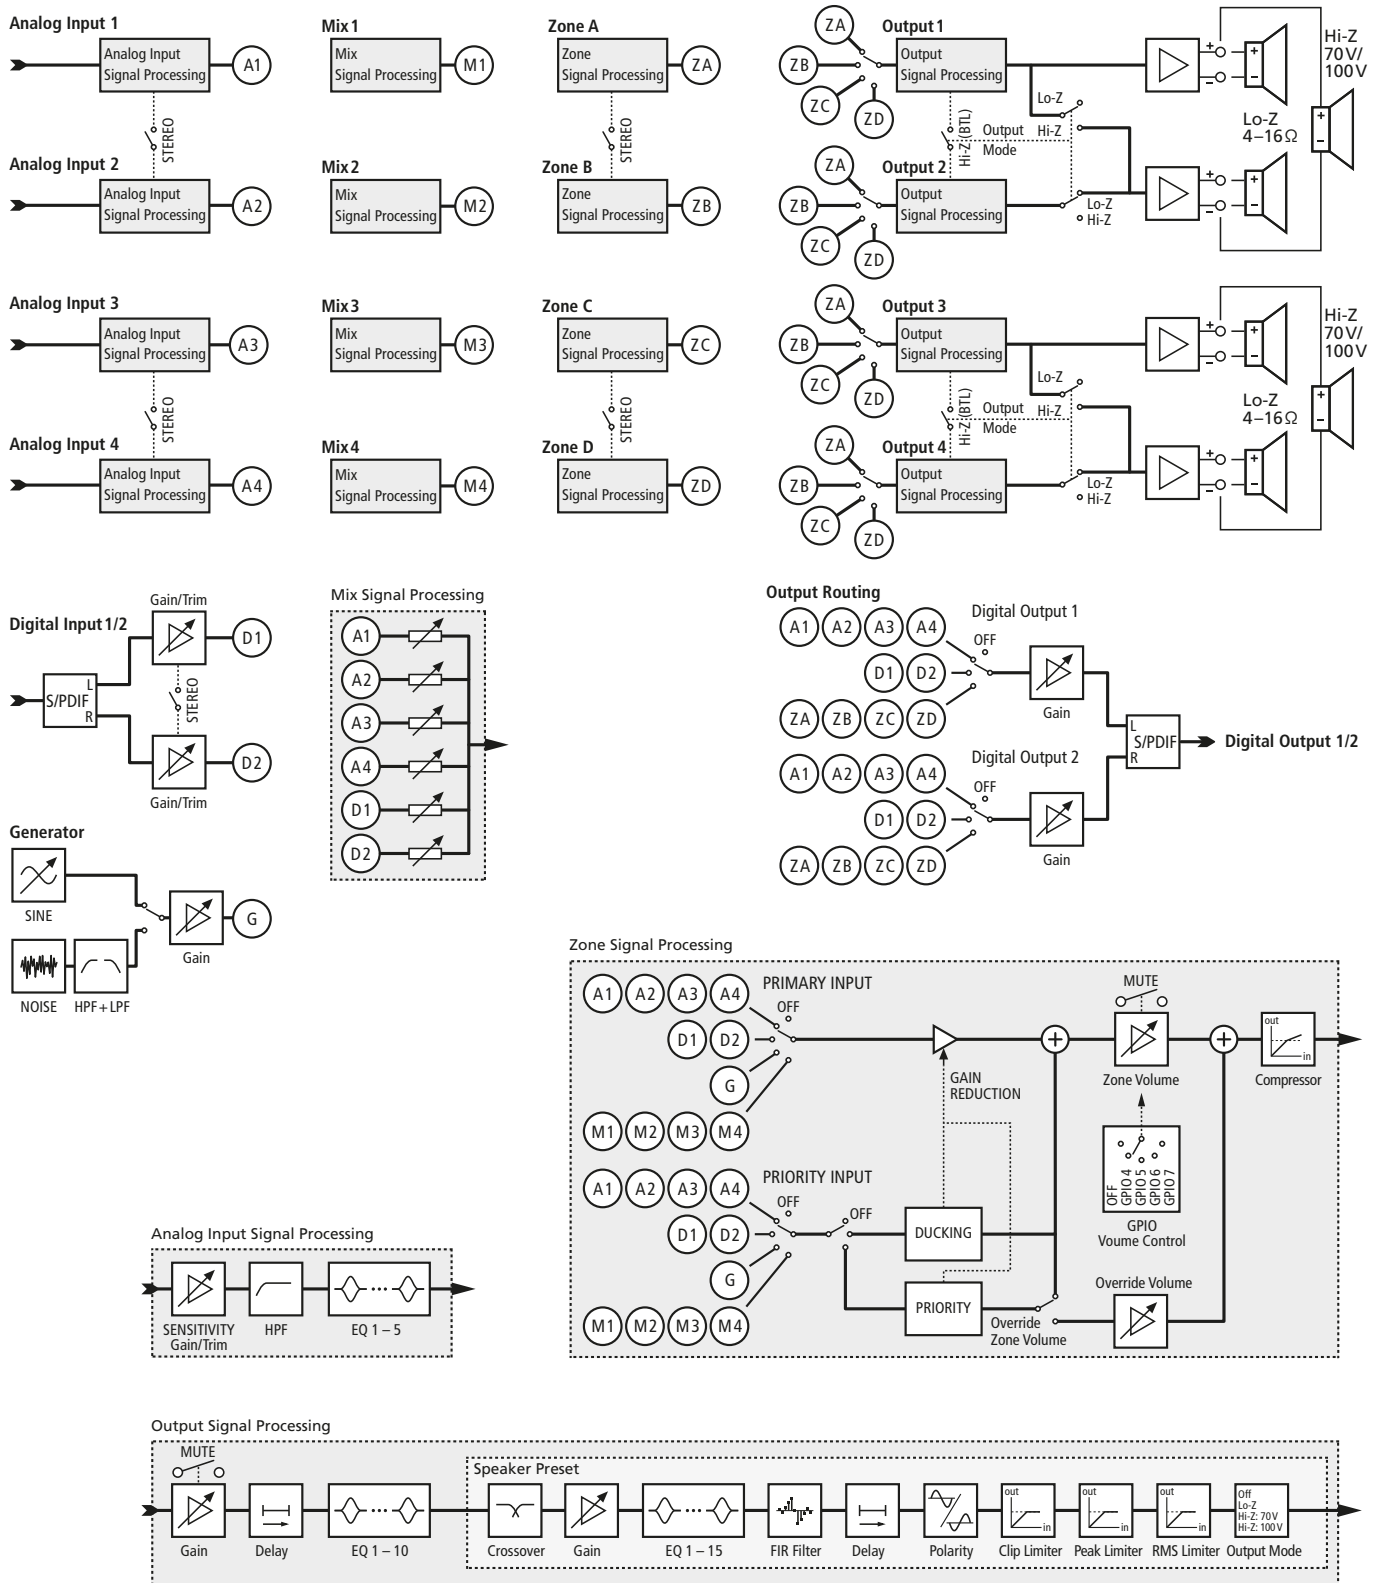 Analog Input 1
Analog Input
Signal Processing
A1
STEREO
Analog Input 2
Analog Input
Signal Processing
A2
Mix 1
Mix
Signal Processing
M1
Mix 2
Mix
Signal Processing
M2
Zone A
Zone
Signal Processing
ZA
STEREO
Zone B
Zone
Signal Processing
ZB
ZA
ZB
ZC
ZD
Output 1
Output
Signal Processing
Hi-Z (BTL)
Output
Mode
Lo-Z
Hi-Z
ZA
ZB
ZC
ZD
Output 2
Output
Signal Processing
Lo-Z
Hi-Z
+
–
+
–
+
–
+
–
Lo-Z
4–16Ω
Hi-Z
70V/
100V
+
–
Analog Input 3
Analog Input
Signal Processing
A3
STEREO
Analog Input 4
Analog Input
Signal Processing
A4
Mix 3
Mix
Signal Processing
M3
Mix 4
Mix
Signal Processing
M4
Zone C
Zone
Signal Processing
ZC
STEREO
Zone D
Zone
Signal Processing
ZD
ZA
ZB
ZC
ZD
Output 3
Output
Signal Processing
Hi-Z (BTL)
Output
Mode
Lo-Z
Hi-Z
ZA
ZB
ZC
ZD
Output 4
Output
Signal Processing
Lo-Z
Hi-Z
+
–
+
–
+
–
+
–
Lo-Z
4–16Ω
Hi-Z
70V/
100V
+
–
Digital Input 1/2
S/PDIF
L
R
Gain/Trim
D1
STEREO
Gain/Trim
D2
Generator
SINE
NOISE
HPF+LPF
Gain
G
Mix Signal Processing
A1
A2
A3
A4
D1
D2
Output Routing
Digital Output 1
A1 A2 A3 A4
OFF
D1 D2
ZA ZB ZC ZD
Gain
Digital Output 2
A1 A2 A3 A4
OFF
D1 D2
ZA ZB ZC ZD
Gain
L
S/PDIF
R
Digital Output 1/2
Zone Signal Processing
PRIMARY INPUT
A1 A2 A3 A4
OFF
D1 D2
G
M1 M2 M3 M4
GAIN
REDUCTION
+
MUTE
Zone Volume
+
out
in
Compressor
OFF
GPIO 4
GPIO 5
GPIO 6
GPIO 7
GPIO
Voume Control
PRIORITY INPUT
A1 A2 A3 A4
OFF
OFF
D1 D2
G
M1 M2 M3 M4
DUCKING
PRIORITY
Override
Zone Volume
Override Volume
Analog Input Signal Processing
SENSITIVITY
Gain/Trim
HPF
EQ 1 – 5
Output Signal Processing
MUTE
Gain
Delay
EQ 1 – 10
Speaker Preset
Crossover
Gain
EQ 1 – 15
FIR Filter
Delay
Polarity
out
in
Clip Limiter
out
in
Peak Limiter
out
in
RMS Limiter
Off
Lo-Z
Hi-Z: 70 V
Hi-Z: 100 V
Output Mode